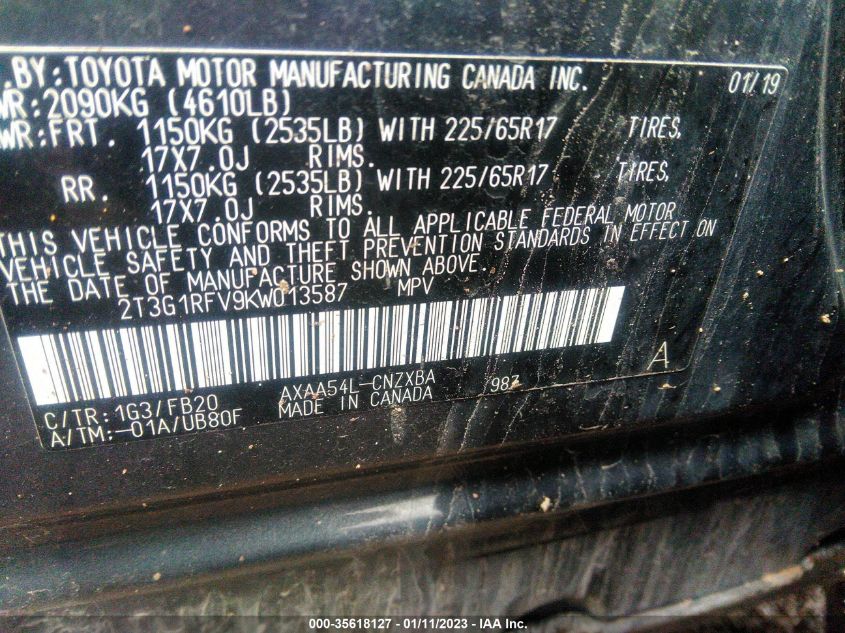 .BY:TOYOTA MOTOR MANUFACTURING CANADA INC. 01/19
WR:2090KG (4610LB)
WR:FRT. 1150KG (2535LB) WITH 225/65R17 TIRES,
17X7.0J RIMS.
RR. 1150KG (2535LB) WITH 225/65R17 TIRES,
17X7.0J RIMS.
THIS VEHICLE CONFORMS TO ALL APPLICABLE FEDERAL MOTOR
VEHICLE SAFETY AND THEFT PREVENTION STANDARDS IN EFFECT ON
THE DATE OF MANUFACTURE SHOWN ABOVE.
2T3G1RFV9KW013587 MPV
A
C/TR:1G3/FB20 AXAA54L-CNZXBA 987
A/TM:-01A/UB80F MADE IN CANADA
000-35618127 - 01/11/2023 - IAA Inc.